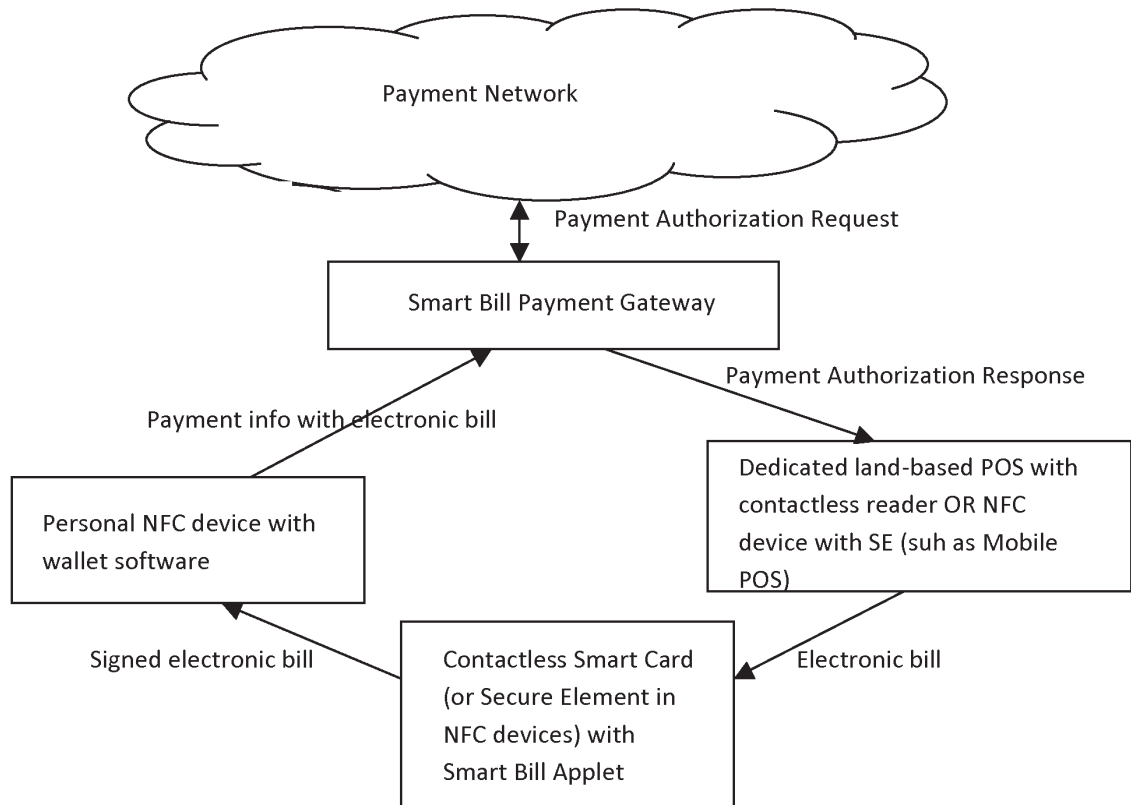 Payment Network
Payment Authorization Request
Smart Bill Payment Gateway
Payment Authorization Response
Payment info with electronic bill
Dedicated land-based POS with
contactless reader OR NFC
device with SE (suh as Mobile
POS)
Personal NFC device with
wallet software
Signed electronic bill
Contactless Smart Card
(or Secure Element in
NFC devices) with
Smart Bill Applet
Electronic bill